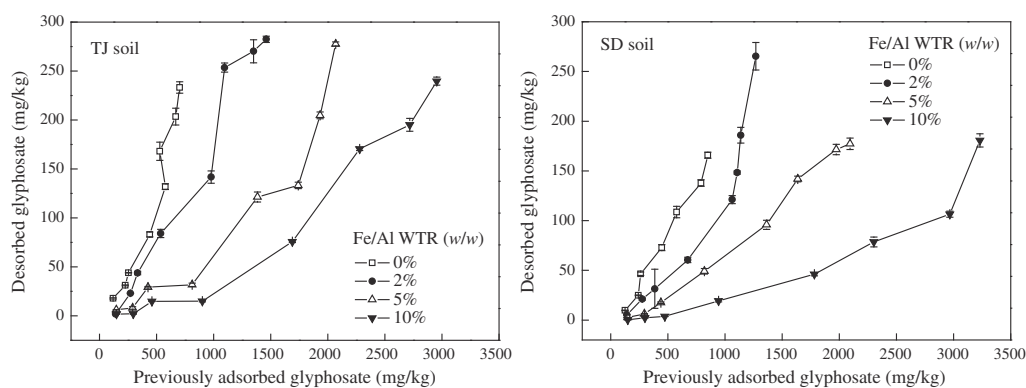 300
250
200
150
100
50
0
Desorbed glyphosate (mg/kg)
TJ soil
Fe/Al WTR (w/w)
0%
2%
5%
10%
0 500 1000 1500 2000 2500 3000 3500
Previously adsorbed glyphosate (mg/kg)
300
250
200
150
100
50
0
Desorbed glyphosate (mg/kg)
SD soil
Fe/Al WTR (w/w)
0%
2%
5%
10%
0 500 1000 1500 2000 2500 3000 3500
Previously adsorbed glyphosate (mg/kg)